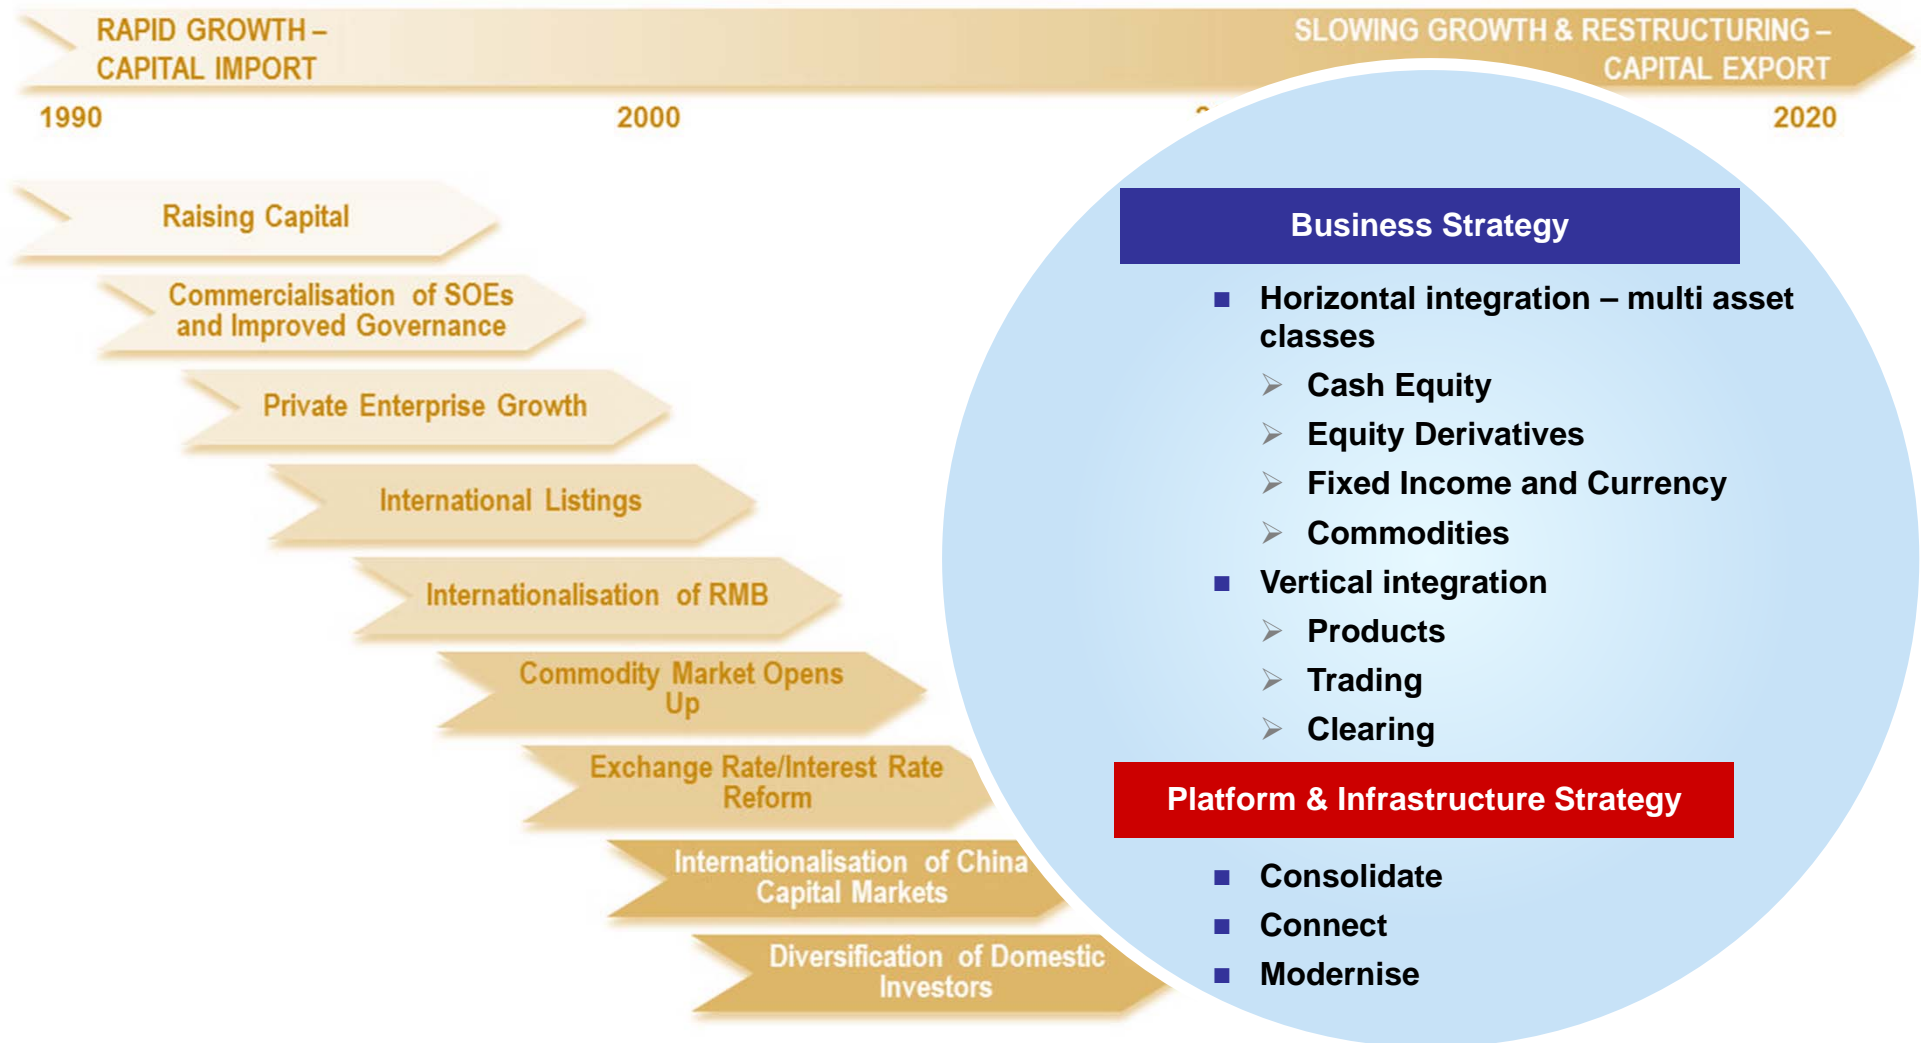 RAPID GROWTH –
CAPITAL IMPORT
SLOWING GROWTH & RESTRUCTURING –
CAPITAL EXPORT
1990
2000
2020
Raising Capital
Commercialisation of SOEs
and Improved Governance
Private Enterprise Growth
International Listings
Internationalisation of RMB
Commodity Market Opens
Up
Exchange Rate/Interest Rate
Reform
Internationalisation of China
Capital Markets
Diversification of Domestic
Investors
Business Strategy
Horizontal integration – multi asset
classes
Cash Equity
Equity Derivatives
Fixed Income and Currency
Commodities
Vertical integration
Products
Trading
Clearing
Platform & Infrastructure Strategy
Consolidate
Connect
Modernise